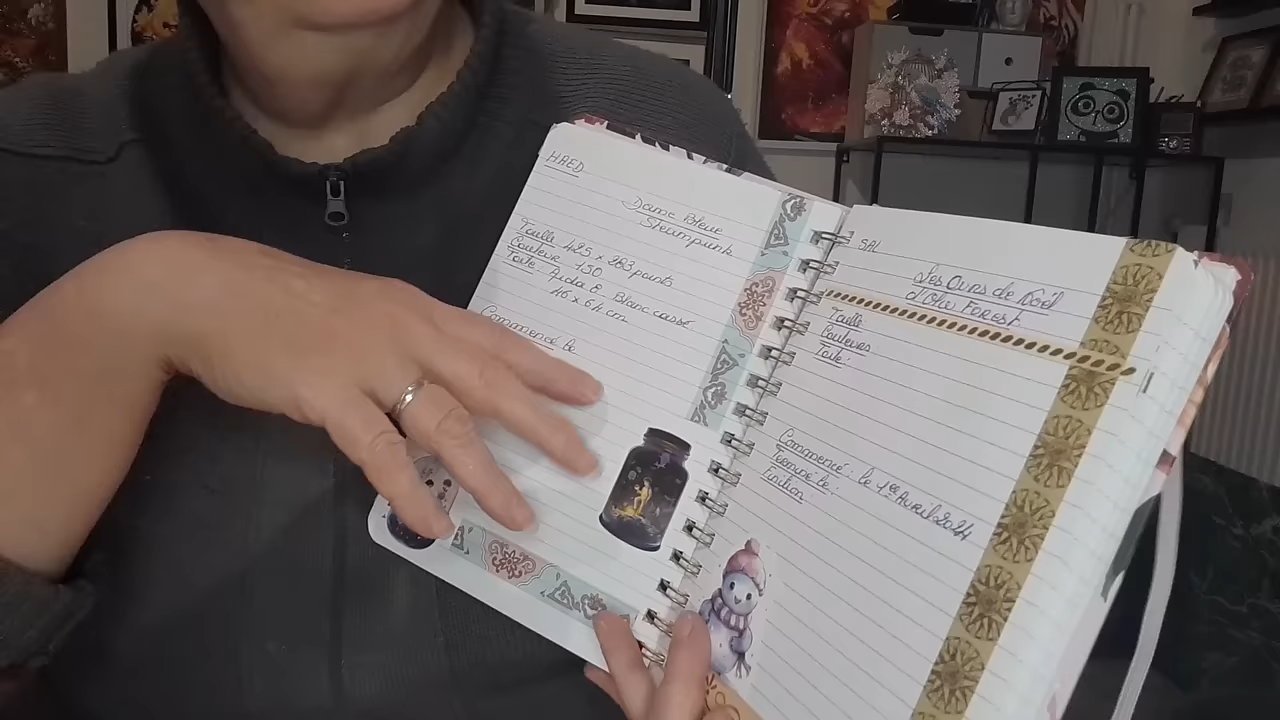 HAED
Dame Bleue
Steampunk
Taille 425 x 283 points
Couleur 150
Toile : Aida 8 Blanc cassé
46 x 64 cm
Commencé le
SAL
Les Ours de Noël
d'Olw FOREST
Taille
Couleurs
Toile :
Commencé : le 1er Avril 2024
Terminé le :
Finition